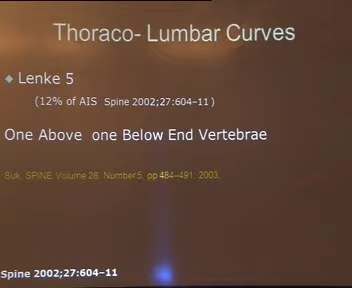 Thoraco- Lumbar Curves
Lenke 5
(12% of AIS Spine 2002;27:604–11 )
One Above one Below End Vertebrae
Suk. SPINE Volume 28, Number 5, pp 484–491, 2003.
Spine 2002;27:604–11